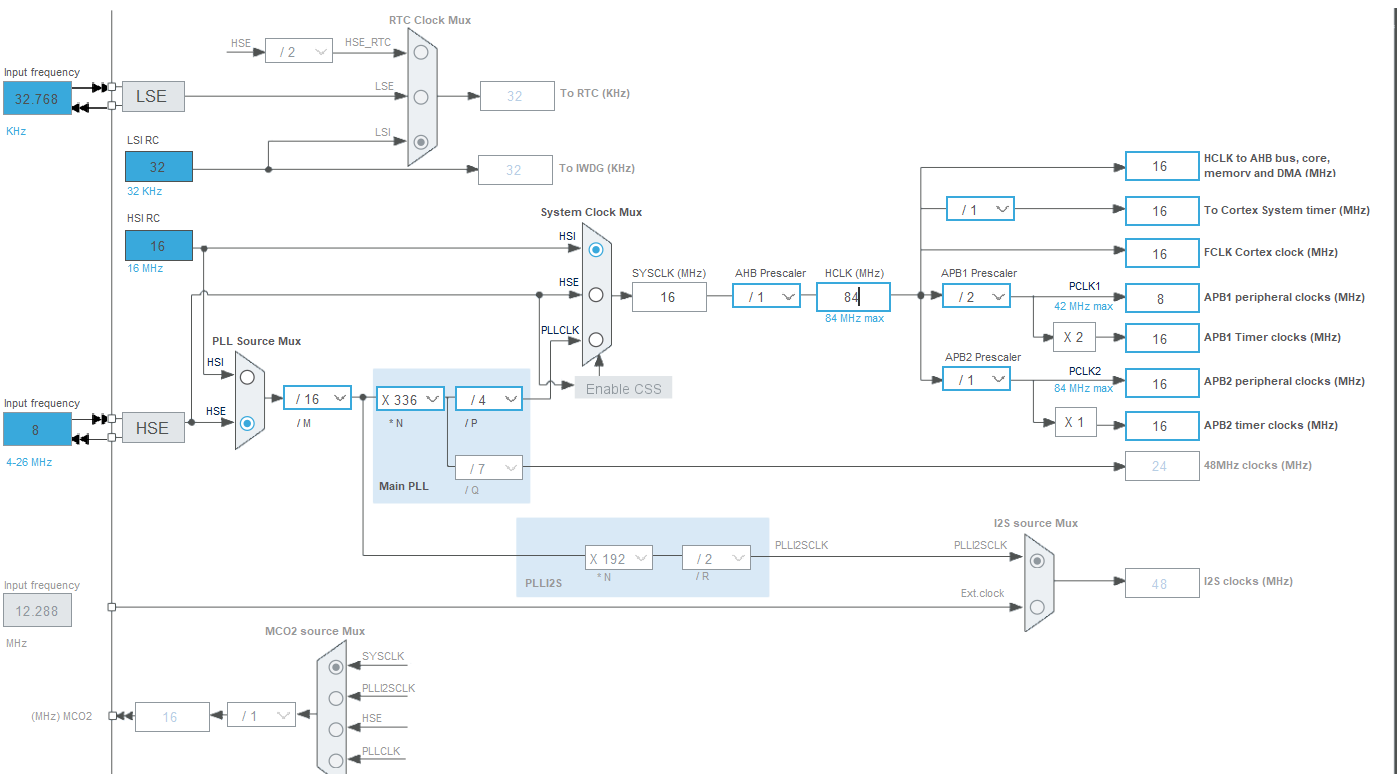 RTC Clock Mux
HSE
/ 2
HSE_RTC
Input frequency
32.768
KHz
LSE
LSE
32
To RTC (KHz)
LSI RC
32
32 KHz
LSI
32
To IWDG (KHz)
HSI RC
16
16 MHz
System Clock Mux
HSI
HSE
PLLCLK
SYSCLK (MHz)
16
AHB Prescaler
/ 1
HCLK (MHz)
84
84 MHz max
16
HCLK to AHB bus, core,
memory and DMA (MHz)
/ 1
16
To Cortex System timer (MHz)
16
FCLK Cortex clock (MHz)
APB1 Prescaler
/ 2
PCLK1
42 MHz max
8
APB1 peripheral clocks (MHz)
X 2
16
APB1 Timer clocks (MHz)
APB2 Prescaler
/ 1
PCLK2
84 MHz max
16
APB2 peripheral clocks (MHz)
X 1
16
APB2 timer clocks (MHz)
PLL Source Mux
HSI
HSE
Input frequency
8
4-26 MHz
HSE
/ 16
/ M
X 336
* N
/ 4
/ P
Enable CSS
/ 7
/ Q
Main PLL
24
48MHz clocks (MHz)
PLLI2S
X 192
* N
/ 2
/ R
PLLI2SCLK
I2S source Mux
PLLI2SCLK
Ext.clock
48
I2S clocks (MHz)
Input frequency
12.288
MHz
MCO2 source Mux
SYSCLK
PLLI2SCLK
HSE
PLLCLK
(MHz) MCO2
16
/ 1